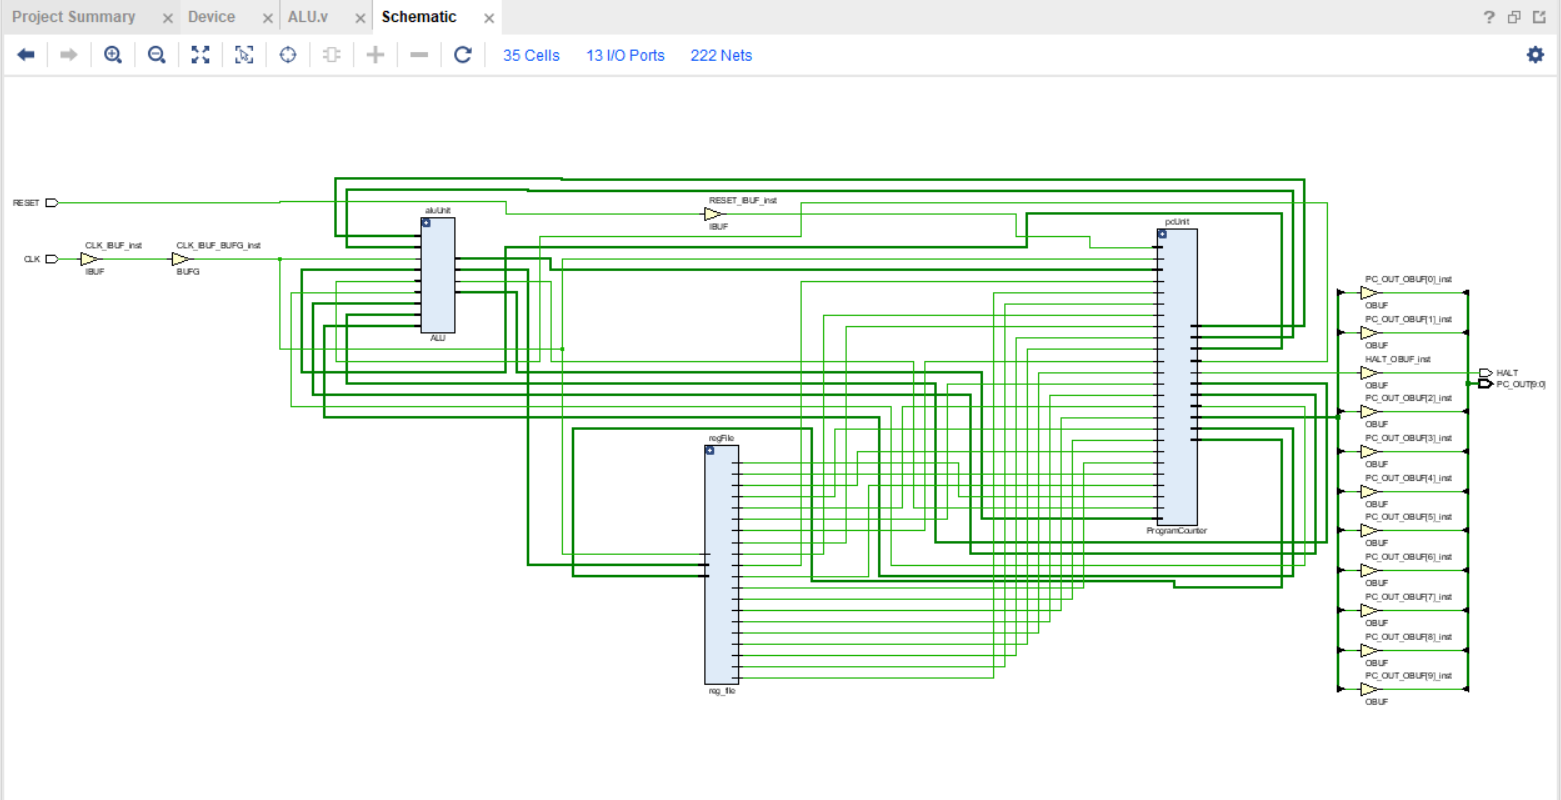 Project Summary
Device
ALU.v
Schematic
?
35 Cells
13 I/O Ports
222 Nets
RESET
CLK
CLK_IBUF_inst
IBUF
CLK_IBUF_BUFG_inst
BUFG
aluUnit
ALU
RESET_IBUF_inst
IBUF
pcUnit
ProgramCounter
regFile
reg_file
PC_OUT_OBUF[0]_inst
OBUF
PC_OUT_OBUF[1]_inst
OBUF
HALT_OBUF_inst
OBUF
HALT
PC_OUT[9:0]
PC_OUT_OBUF[2]_inst
OBUF
PC_OUT_OBUF[3]_inst
OBUF
PC_OUT_OBUF[4]_inst
OBUF
PC_OUT_OBUF[5]_inst
OBUF
PC_OUT_OBUF[6]_inst
OBUF
PC_OUT_OBUF[7]_inst
OBUF
PC_OUT_OBUF[8]_inst
OBUF
PC_OUT_OBUF[9]_inst
OBUF